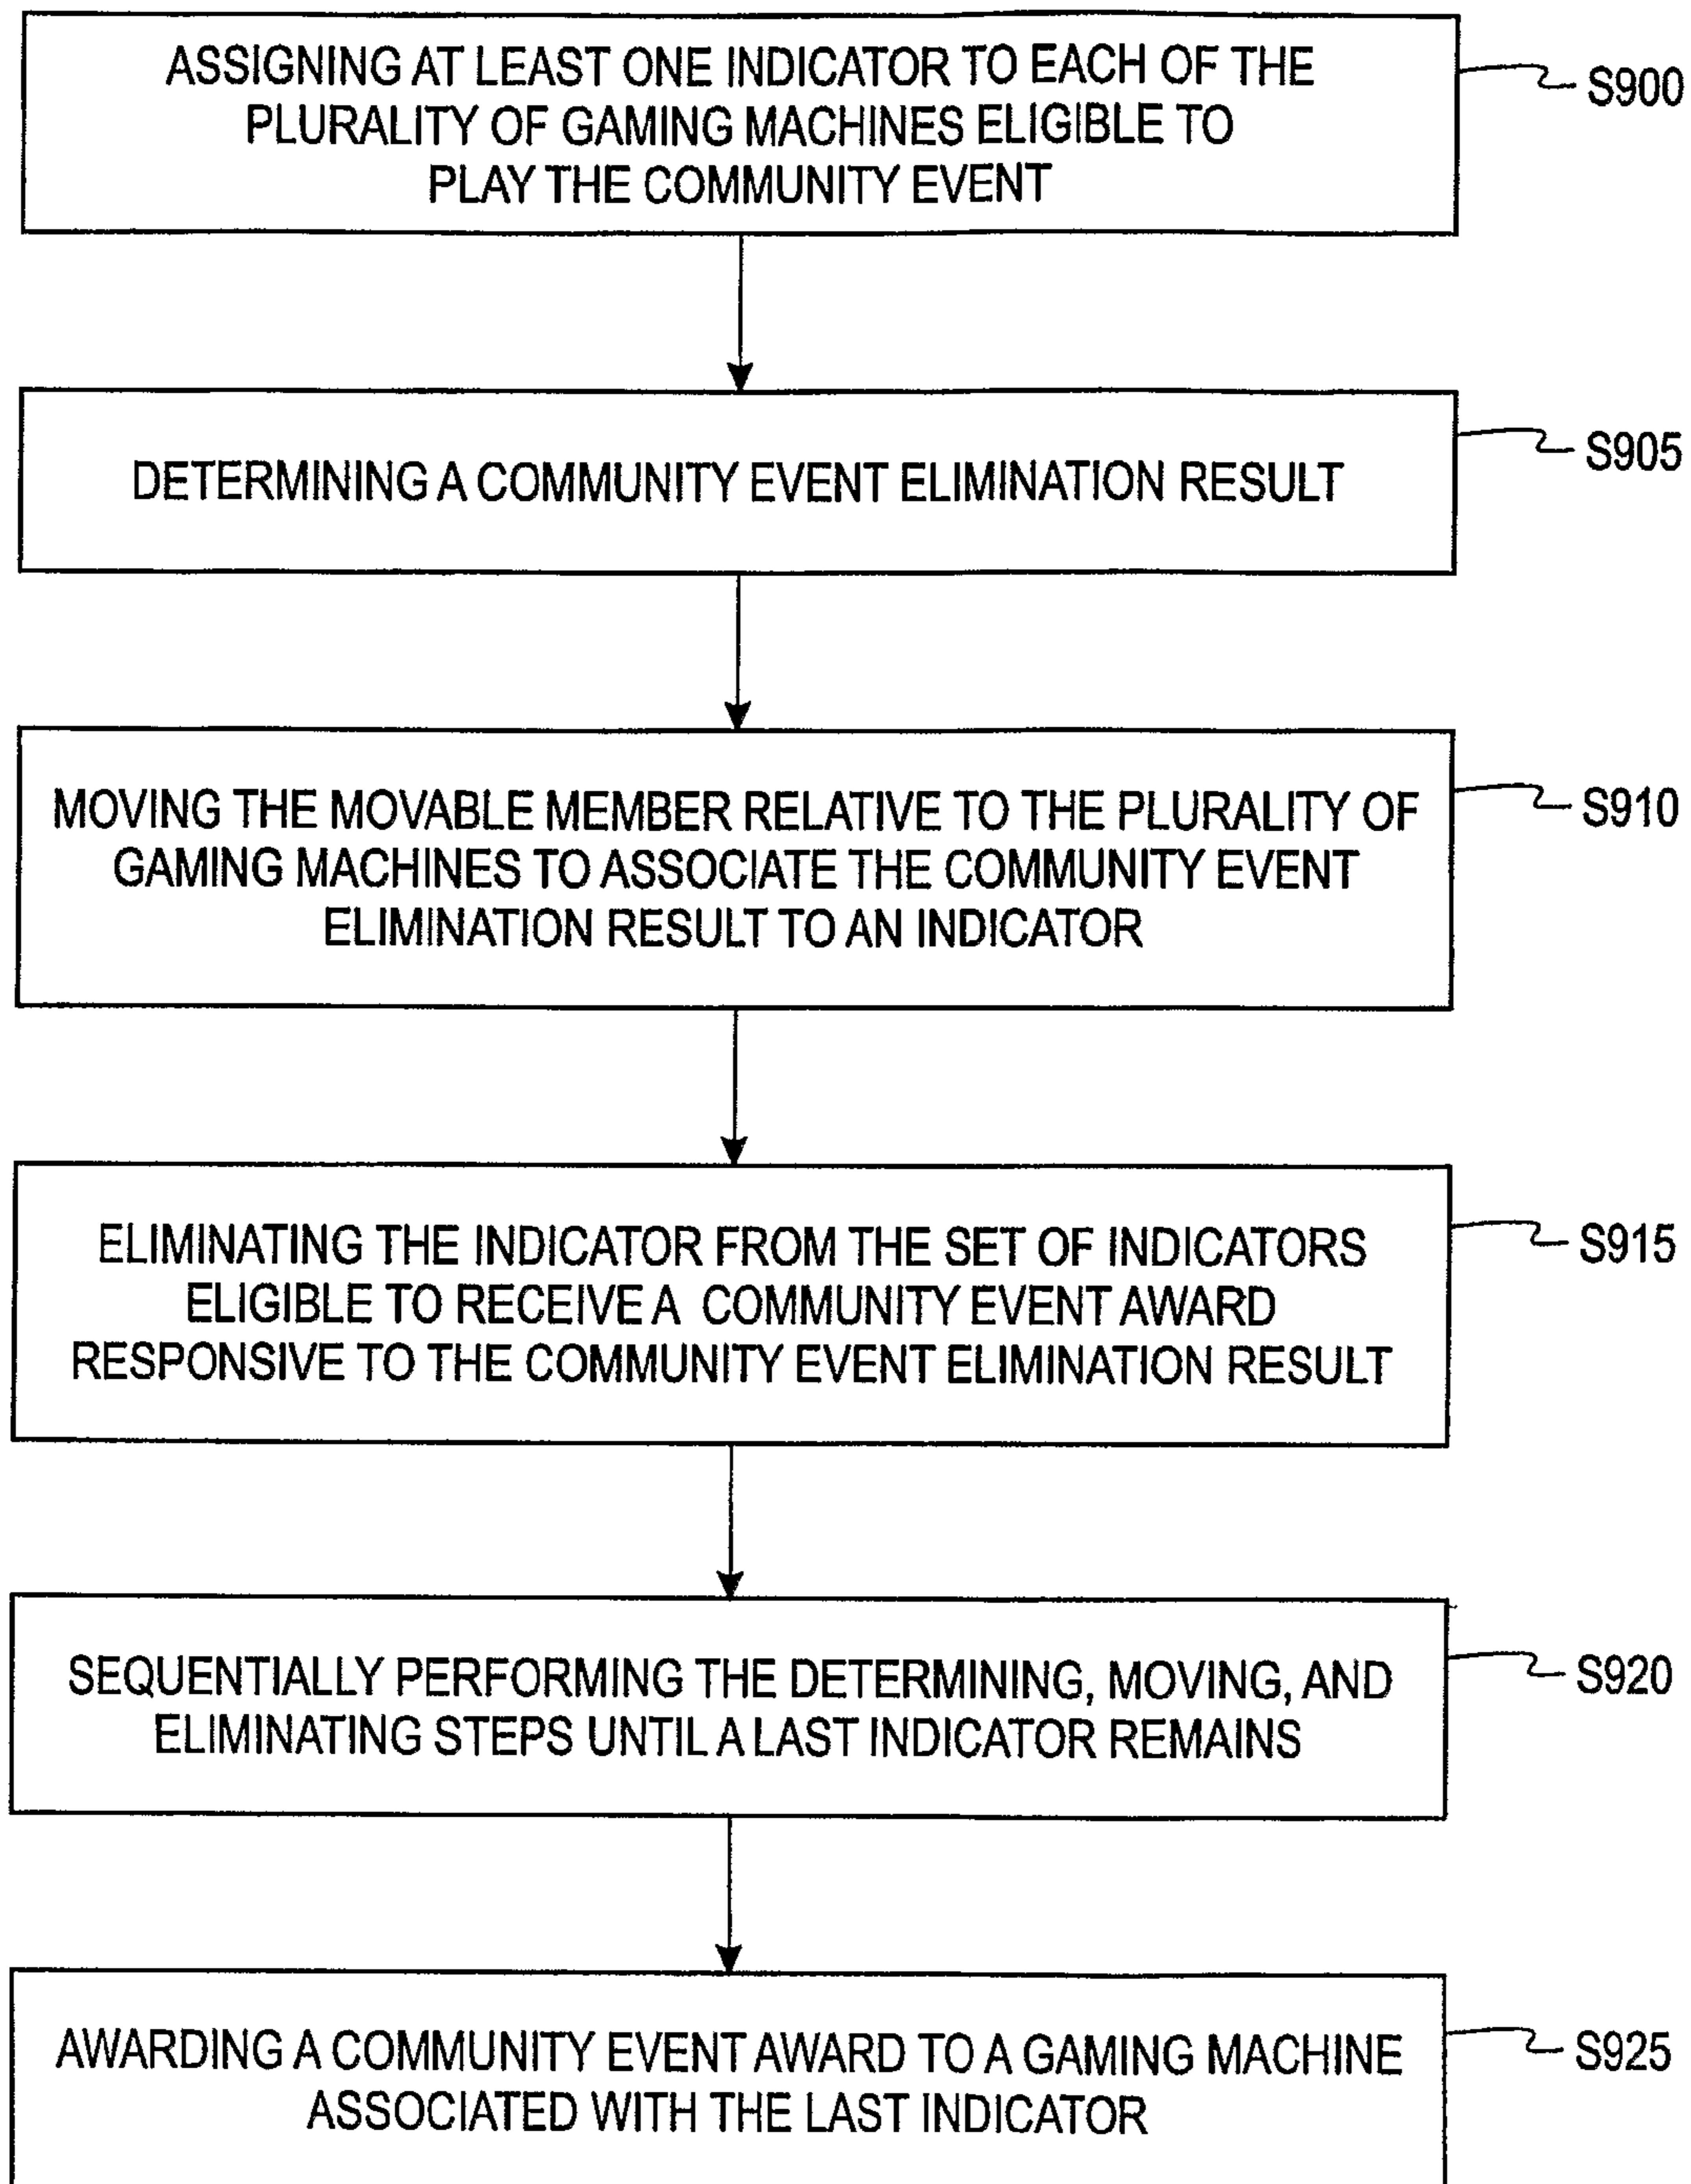 ASSIGNING AT LEAST ONE INDICATOR TO EACH OF THE
PLURALITY OF GAMING MACHINES ELIGIBLE TO
PLAY THE COMMUNITY EVENT
S900
DETERMINING A COMMUNITY EVENT ELIMINATION RESULT
S905
MOVING THE MOVABLE MEMBER RELATIVE TO THE PLURALITY OF
GAMING MACHINES TO ASSOCIATE THE COMMUNITY EVENT
ELIMINATION RESULT TO AN INDICATOR
S910
ELIMINATING THE INDICATOR FROM THE SET OF INDICATORS
ELIGIBLE TO RECEIVE A COMMUNITY EVENT AWARD
RESPONSIVE TO THE COMMUNITY EVENT ELIMINATION RESULT
S915
SEQUENTIALLY PERFORMING THE DETERMINING, MOVING, AND
ELIMINATING STEPS UNTIL A LAST INDICATOR REMAINS
S920
AWARDING A COMMUNITY EVENT AWARD TO A GAMING MACHINE
ASSOCIATED WITH THE LAST INDICATOR
S925